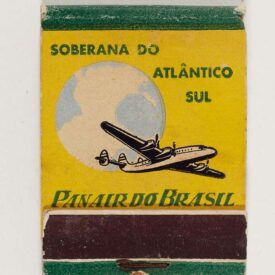 SOBERANA DO
ATLÂNTICO
SUL
PANAIR DO BRASIL